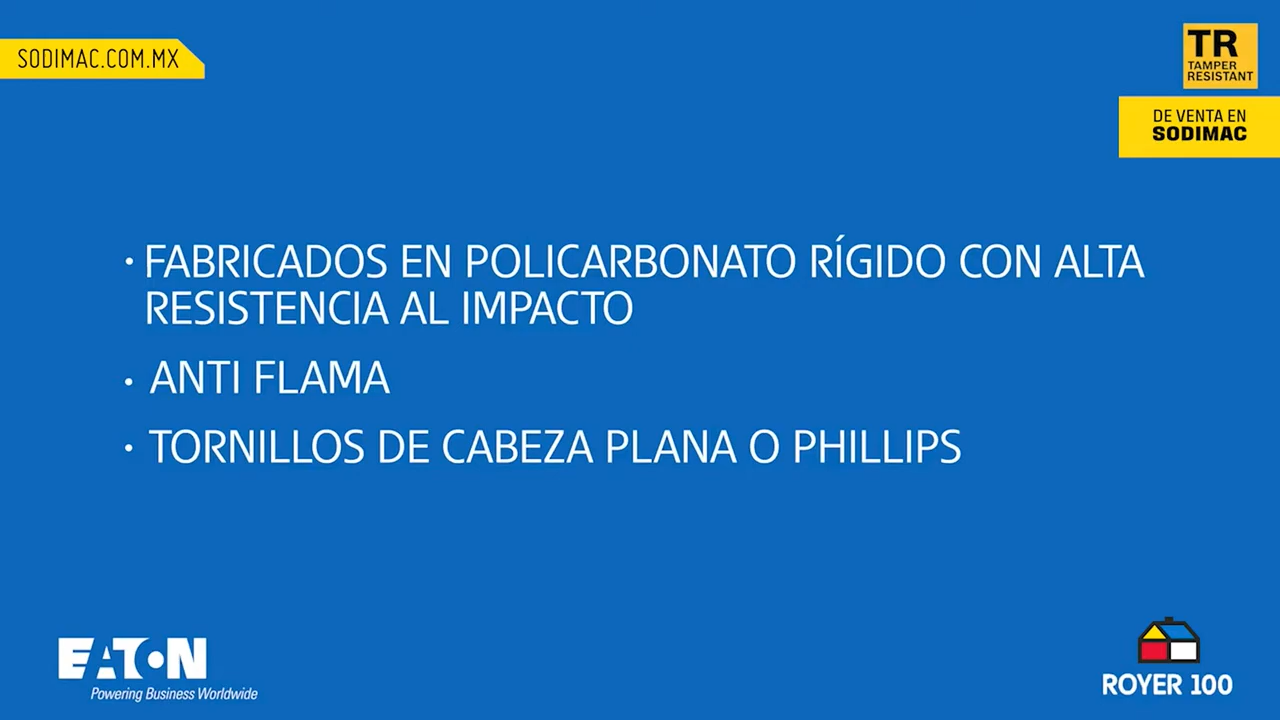 SODIMAC.COM.MX
TR
TAMPER
RESISTANT
DE VENTA EN
SODIMAC
• FABRICADOS EN POLICARBONATO RÍGIDO CON ALTA
RESISTENCIA AL IMPACTO
• ANTI FLAMA
• TORNILLOS DE CABEZA PLANA O PHILLIPS
EATON
Powering Business Worldwide
ROYER 100